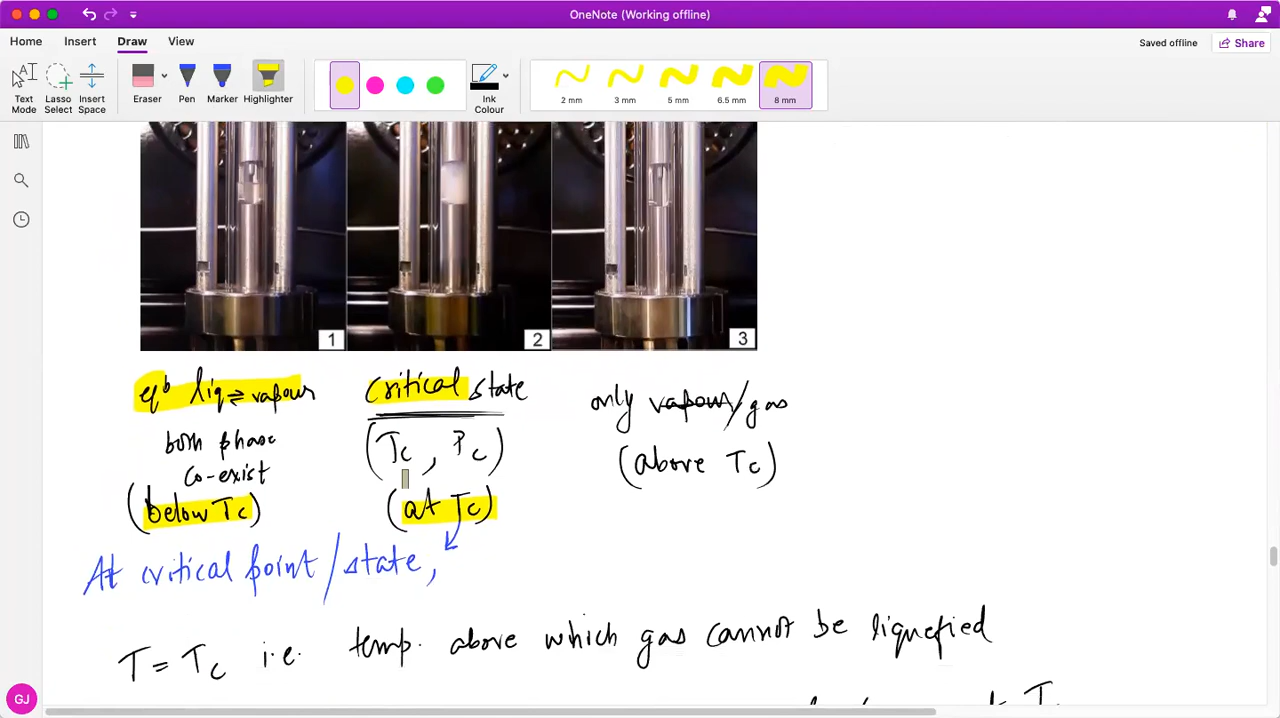 OneNote (Working offline)
Home Insert Draw View
Saved offline
Share
Text Mode
Lasso Select
Insert Space
Eraser
Pen
Marker
Highlighter
Ink Colour
2 mm
3 mm
5 mm
6.5 mm
8 mm
1
2
3
eqb liq ⇌ vapour
both phase
co-exist
(below Tc)
critical state
(Tc, Pc)
(at Tc)
only vapour/gas
(above Tc)
At critical point/state,
T = Tc i.e. temp. above which gas cannot be liquefied
GJ